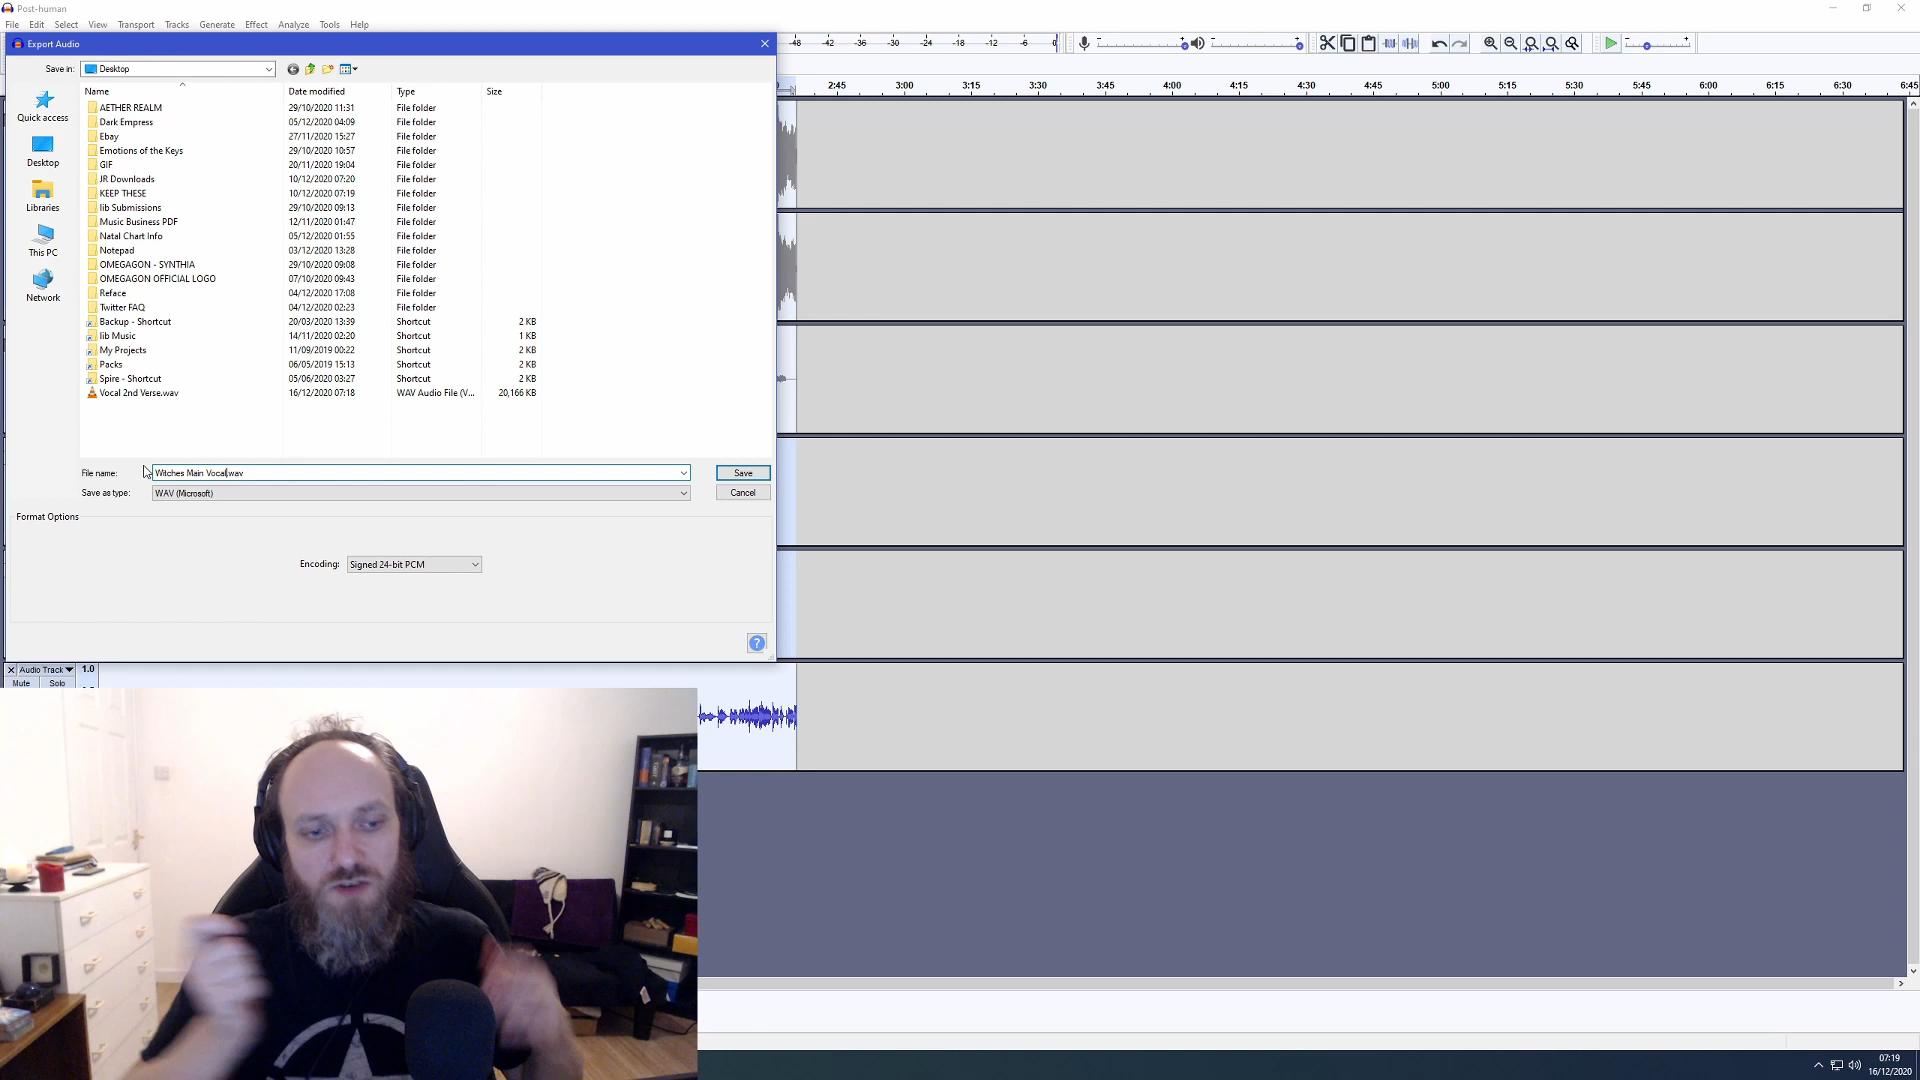 Post-human
File Edit Select View Transport Tracks Generate Effect Analyze Tools Help
Export Audio
-48 -42 -36 -30 -24 -18 -12 -6 0
Save in: Desktop
2:45 3:00 3:15 3:30 3:45 4:00 4:15 4:30 4:45 5:00 5:15 5:30 5:45 6:00 6:15 6:30 6:45
Name Date modified Type Size
AETHER REALM 29/10/2020 11:31 File folder
Dark Empress 05/12/2020 04:09 File folder
Ebay 27/11/2020 15:27 File folder
Emotions of the Keys 29/10/2020 10:57 File folder
GIF 20/11/2020 19:04 File folder
JR Downloads 10/12/2020 07:20 File folder
KEEP THESE 10/12/2020 07:19 File folder
lib Submissions 29/10/2020 09:13 File folder
Music Business PDF 12/11/2020 01:47 File folder
Natal Chart Info 05/12/2020 01:55 File folder
Notepad 03/12/2020 13:28 File folder
OMEGAGON - SYNTHIA 29/10/2020 09:08 File folder
OMEGAGON OFFICIAL LOGO 07/10/2020 09:43 File folder
Reface 04/12/2020 17:08 File folder
Twitter FAQ 04/12/2020 02:23 File folder
Backup - Shortcut 20/03/2020 13:39 Shortcut 2 KB
lib Music 14/11/2020 02:20 Shortcut 1 KB
My Projects 11/09/2019 00:22 Shortcut 2 KB
Packs 06/05/2019 15:13 Shortcut 2 KB
Spire - Shortcut 05/06/2020 03:27 Shortcut 2 KB
Vocal 2nd Verse.wav 16/12/2020 07:18 WAV Audio File (V... 20,166 KB
Quick access
Desktop
Libraries
This PC
Network
File name: Witches Main Vocal.wav Save
Save as type: WAV (Microsoft) Cancel
Format Options
Encoding: Signed 24-bit PCM
?
Audio Track 1.0
Mute Solo
07:19
16/12/2020